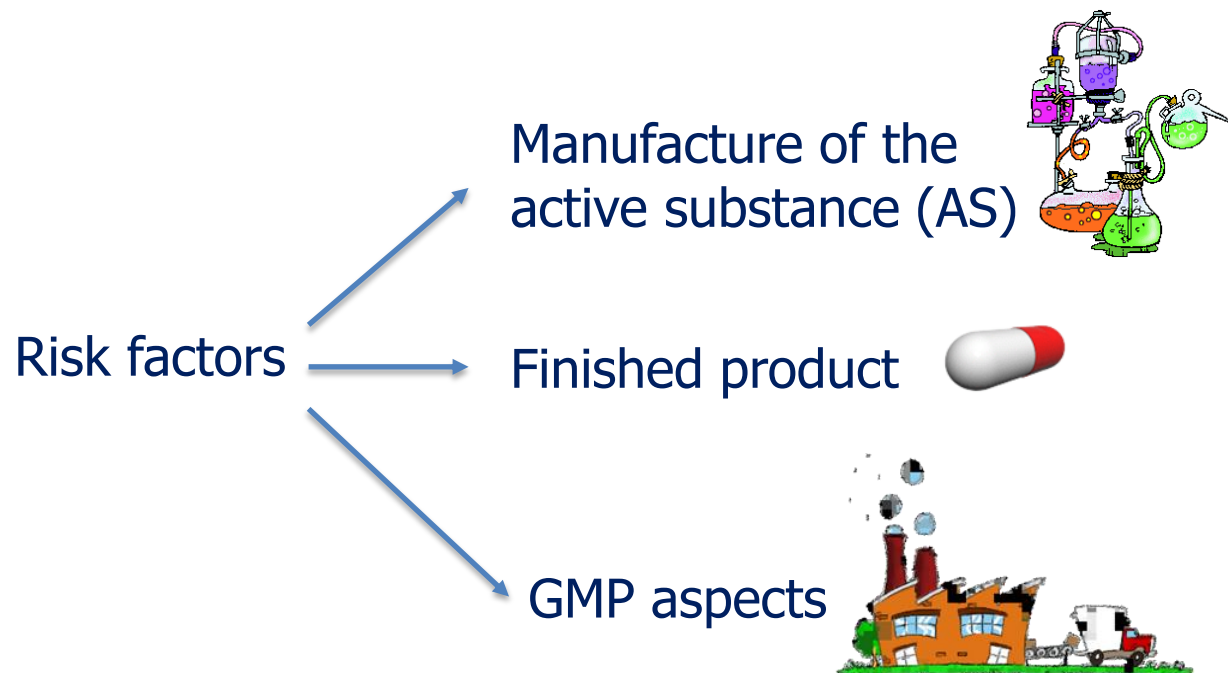 Manufacture of the
active substance (AS)
Risk factors
Finished product
GMP aspects